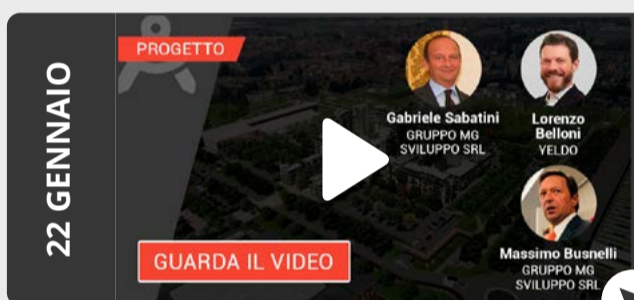 22 GENNAIO
PROGETTO
Gabriele Sabatini
GRUPPO MG
SVILUPPO SRL
Lorenzo
Belloni
YELDO
Massimo Busnelli
GRUPPO MG
SVILUPPO SRL
GUARDA IL VIDEO